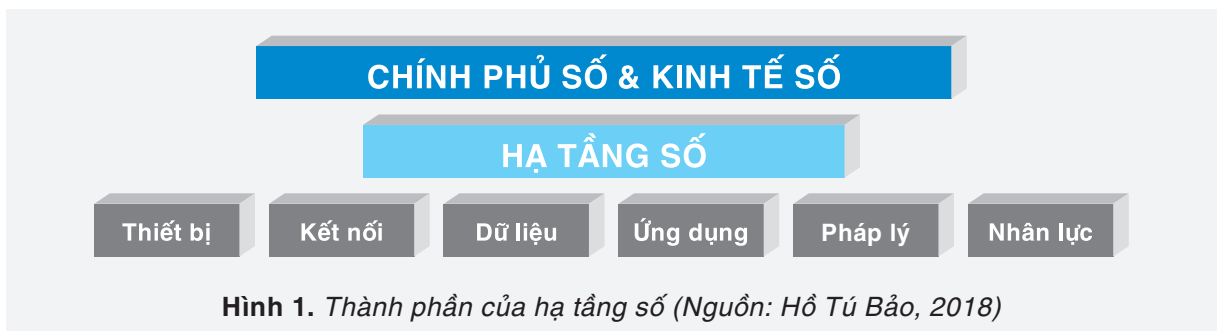 CHÍNH PHỦ SỐ & KINH TẾ SỐ
HẠ TẦNG SỐ
Thiết bị Kết nối Dữ liệu Ứng dụng Pháp lý Nhân lực
Hình 1. Thành phần của hạ tầng số (Nguồn: Hồ Tú Bảo, 2018)